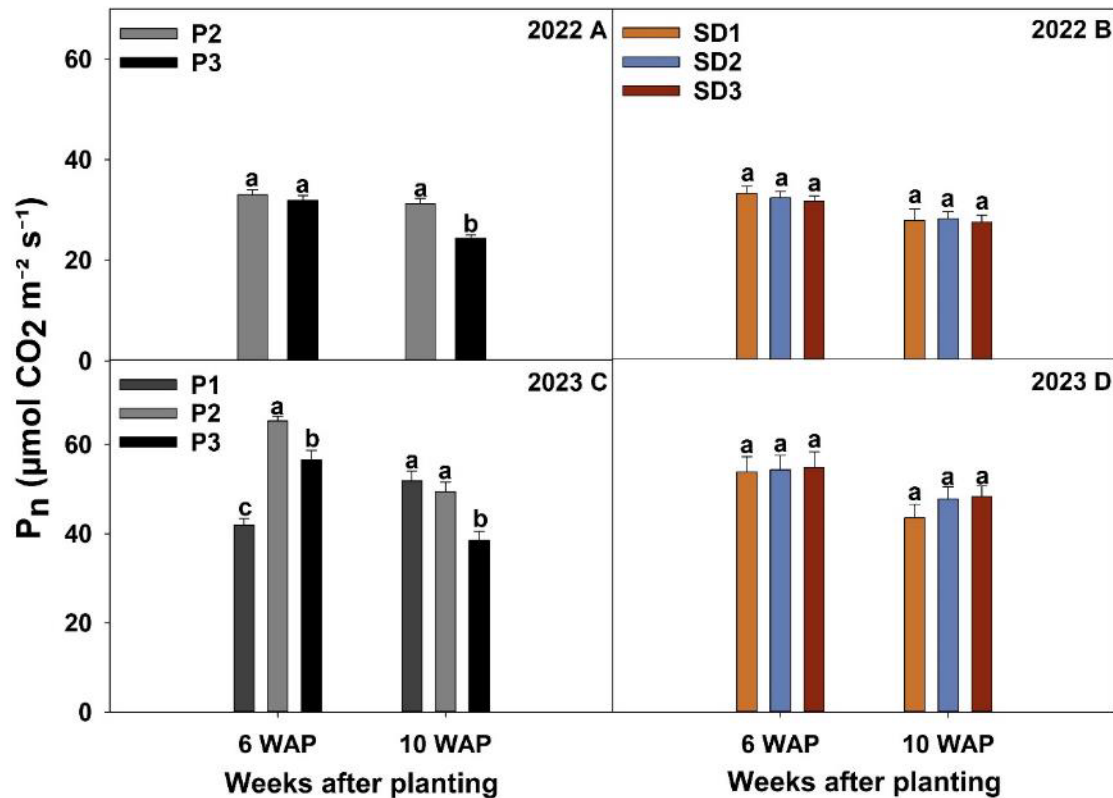 Pn (µmol CO2 m⁻² s⁻¹)
P2
P3
2022 A
60
40
20
0
a
a
a
b
SD1
SD2
SD3
2022 B
a
a
a
a
a
a
P1
P2
P3
2023 C
60
40
20
0
c
a
b
a
a
b
6 WAP
10 WAP
Weeks after planting
2023 D
a
a
a
a
a
a
6 WAP
10 WAP
Weeks after planting